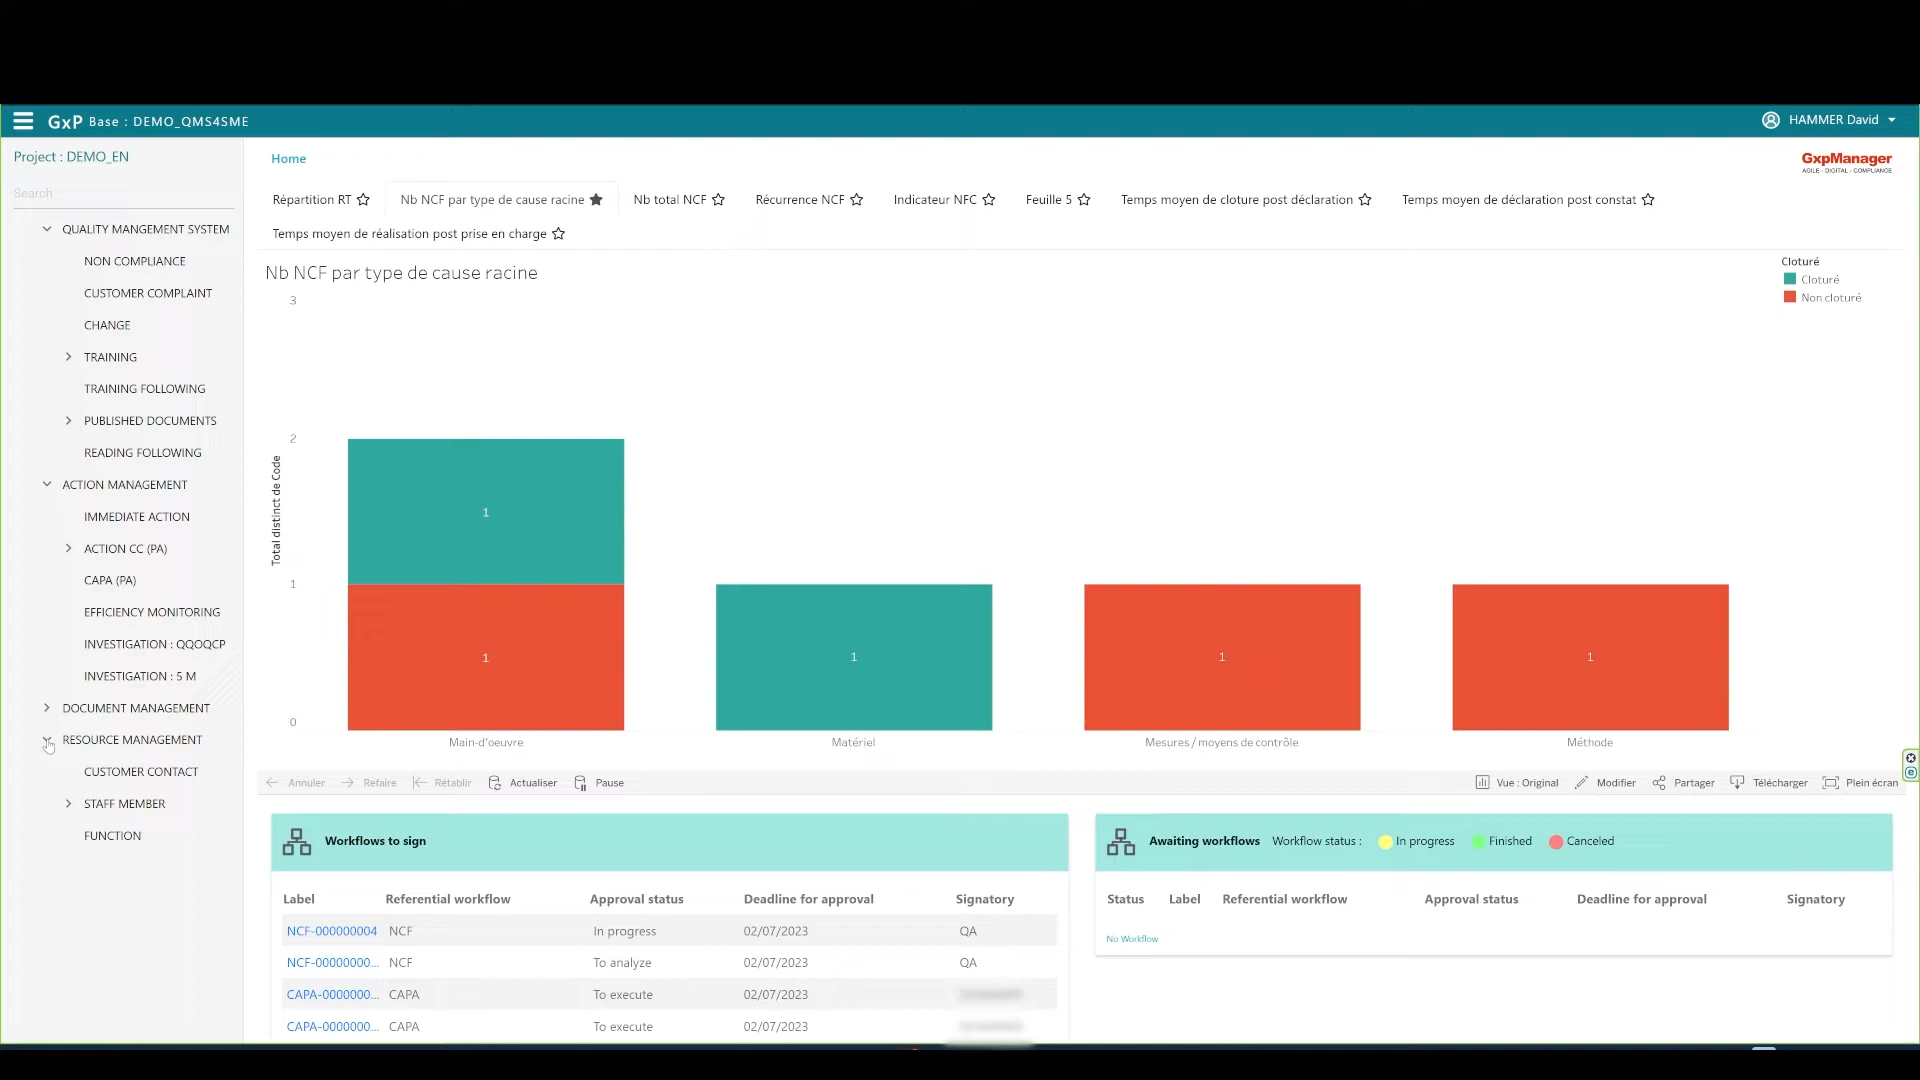 GxP Base : DEMO_QMS4SME
HAMMER David
Project : DEMO_EN
Search
QUALITY MANGEMENT SYSTEM
NON COMPLIANCE
CUSTOMER COMPLAINT
CHANGE
TRAINING
TRAINING FOLLOWING
PUBLISHED DOCUMENTS
READING FOLLOWING
ACTION MANAGEMENT
IMMEDIATE ACTION
ACTION CC (PA)
CAPA (PA)
EFFICIENCY MONITORING
INVESTIGATION : QQOQCP
INVESTIGATION : 5 M
DOCUMENT MANAGEMENT
RESOURCE MANAGEMENT
CUSTOMER CONTACT
STAFF MEMBER
FUNCTION
Home
GxpManager
AGILE - DIGITAL - COMPLIANCE
Répartition RT
Nb NCF par type de cause racine
Nb total NCF
Récurrence NCF
Indicateur NFC
Feuille 5
Temps moyen de cloture post déclaration
Temps moyen de déclaration post constat
Temps moyen de réalisation post prise en charge
Nb NCF par type de cause racine
Cloturé
Cloturé
Non cloturé
3
2
1
0
Total distinct de Code
1
1
1
1
1
Main-d'oeuvre
Matériel
Mesures / moyens de contrôle
Méthode
Annuler Refaire Rétablir Actualiser Pause
Vue : Original Modifier Partager Télécharger Plein écran
Workflows to sign
Label Referential workflow Approval status Deadline for approval Signatory
NCF-000000004 NCF In progress 02/07/2023 QA
NCF-00000000... NCF To analyze 02/07/2023 QA
CAPA-0000000... CAPA To execute 02/07/2023
CAPA-0000000... CAPA To execute 02/07/2023
Awaiting workflows Workflow status : In progress Finished Canceled
Status Label Referential workflow Approval status Deadline for approval Signatory
No Workflow